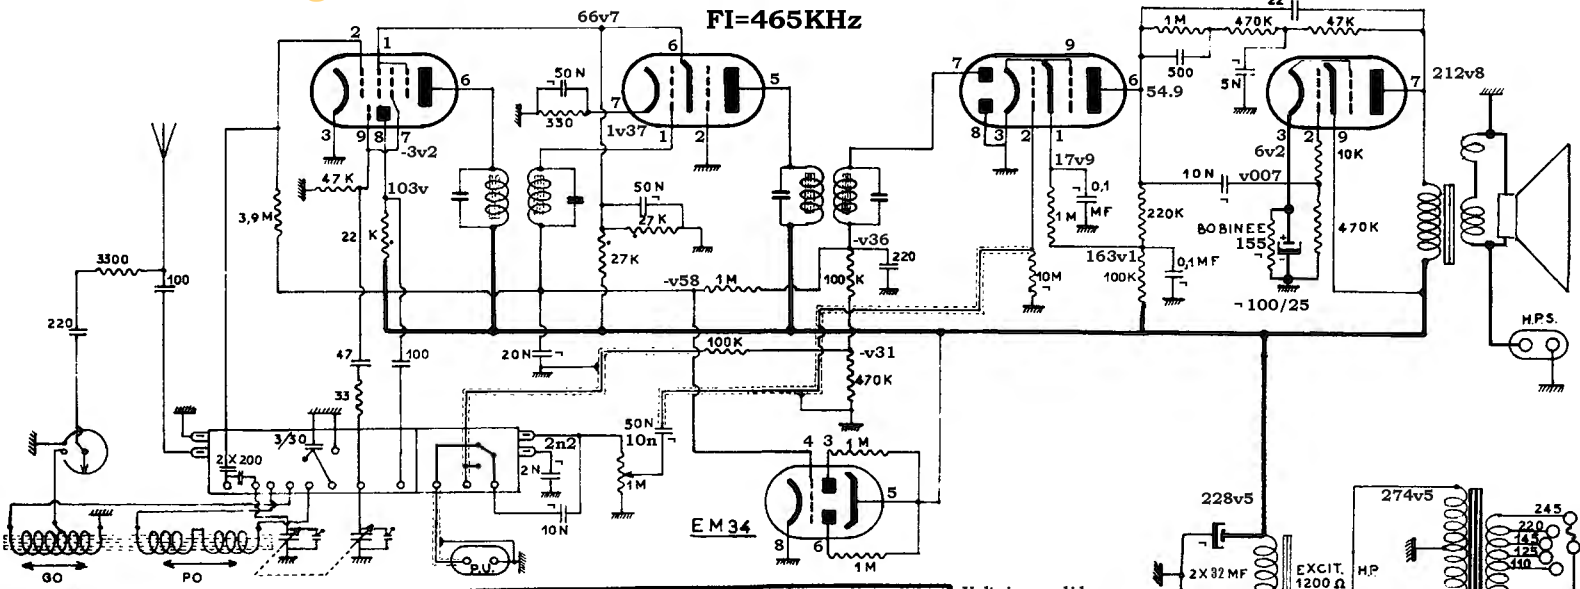 66v7
FI=465KHz
22
1M
470K
47K
2
1
6
50N
330
7
1v37
6
5
1
2
9
7
6
500
5N
54.9
7
212v8
3
9
8
7
-3v2
8
3
2
1
17v9
6v2
2
9
10K
47K
103v
50N
27K
0,1
MF
10N
v007
3,9M
22
K
27K
-v36
1M
220K
BOBINEE
155
470K
3300
100
-v58
1M
100K
220
10M
163v1
100K
0,1MF
¬100/25
220
47
100
20N
100K
-v31
470K
H.P.S.
33
3/30
50N
10n
2n2
2X200
2N
1M
4
3
1M
5
EM34
8
6
1M
10N
228v5
274v5
245
220
145
125
110
GO
PO
P.U.
2X32MF
EXCIT.
1200 Ω
H.P